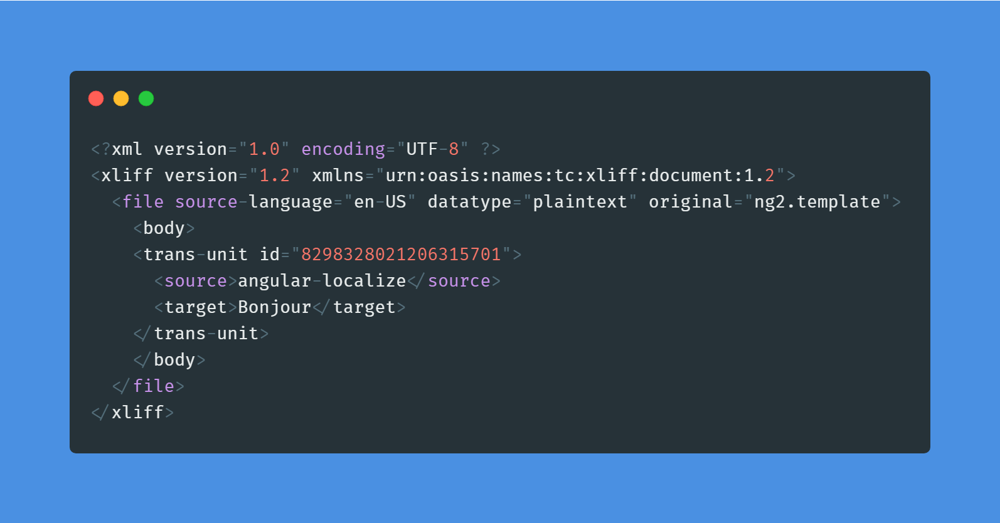 <?xml version="1.0" encoding="UTF-8" ?>
<xliff version="1.2" xmlns="urn:oasis:names:tc:xliff:document:1.2">
  <file source-language="en-US" datatype="plaintext" original="ng2.template">
    <body>
    <trans-unit id="8298328021206315701">
      <source>angular-localize</source>
      <target>Bonjour</target>
    </trans-unit>
    </body>
  </file>
</xliff>